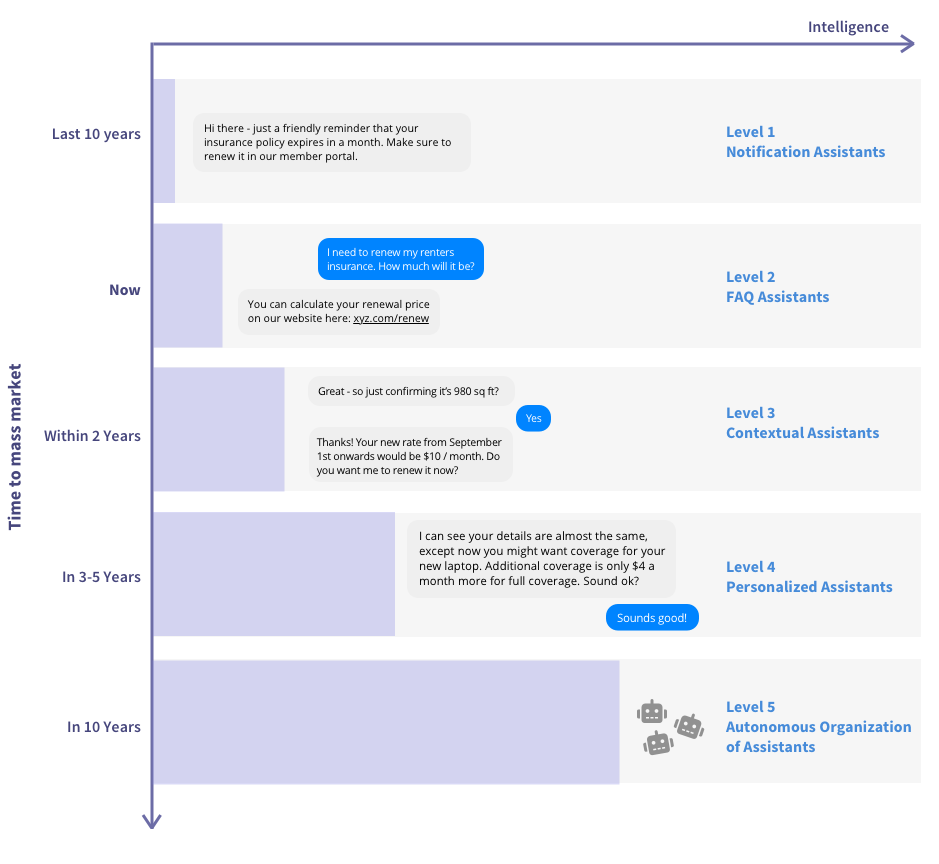 Intelligence
Time to mass market
Last 10 years
Hi there - just a friendly reminder that your
insurance policy expires in a month. Make sure to
renew it in our member portal.
Level 1
Notification Assistants
Now
I need to renew my renters
insurance. How much will it be?
You can calculate your renewal price
on our website here: xyz.com/renew
Level 2
FAQ Assistants
Within 2 Years
Great - so just confirming it's 980 sq ft?
Yes
Thanks! Your new rate from September
1st onwards would be $10 / month. Do
you want me to renew it now?
Level 3
Contextual Assistants
In 3-5 Years
I can see your details are almost the same,
except now you might want coverage for your
new laptop. Additional coverage is only $4 a
month more for full coverage. Sound ok?
Sounds good!
Level 4
Personalized Assistants
In 10 Years
Level 5
Autonomous Organization
of Assistants